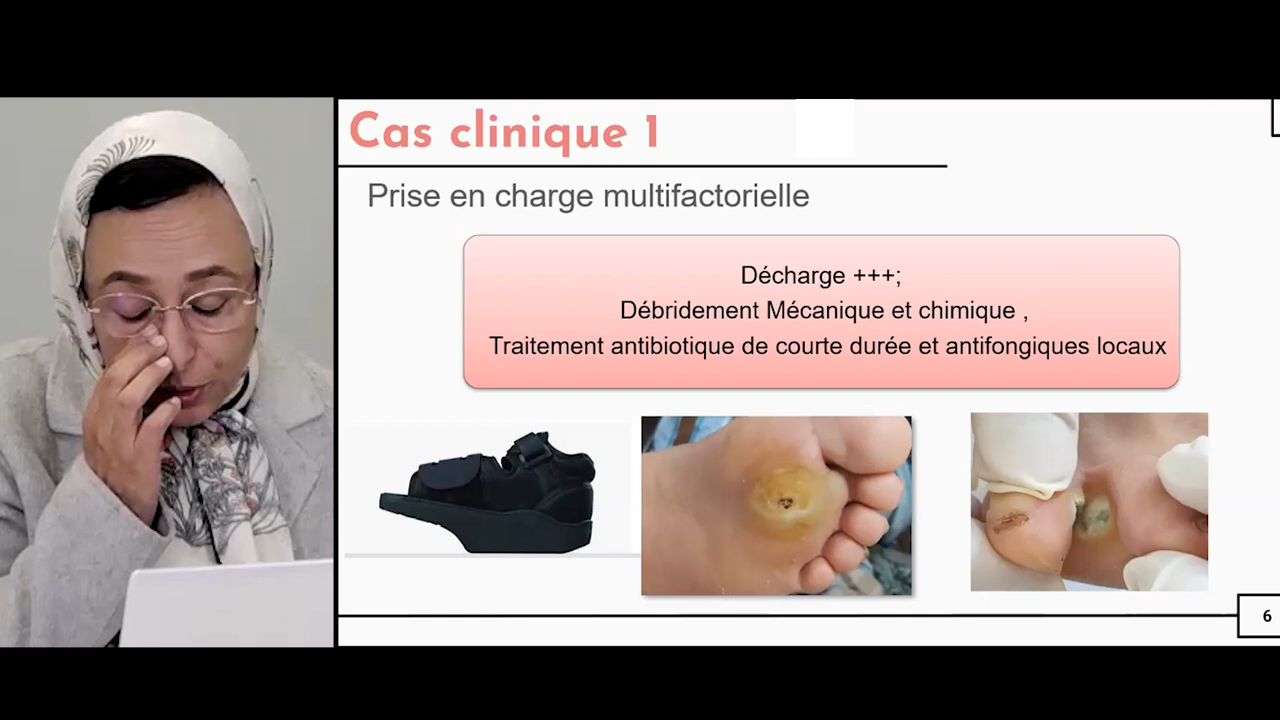 Cas clinique 1
Prise en charge multifactorielle
Décharge +++;
Débridement Mécanique et chimique ,
Traitement antibiotique de courte durée et antifongiques locaux
6